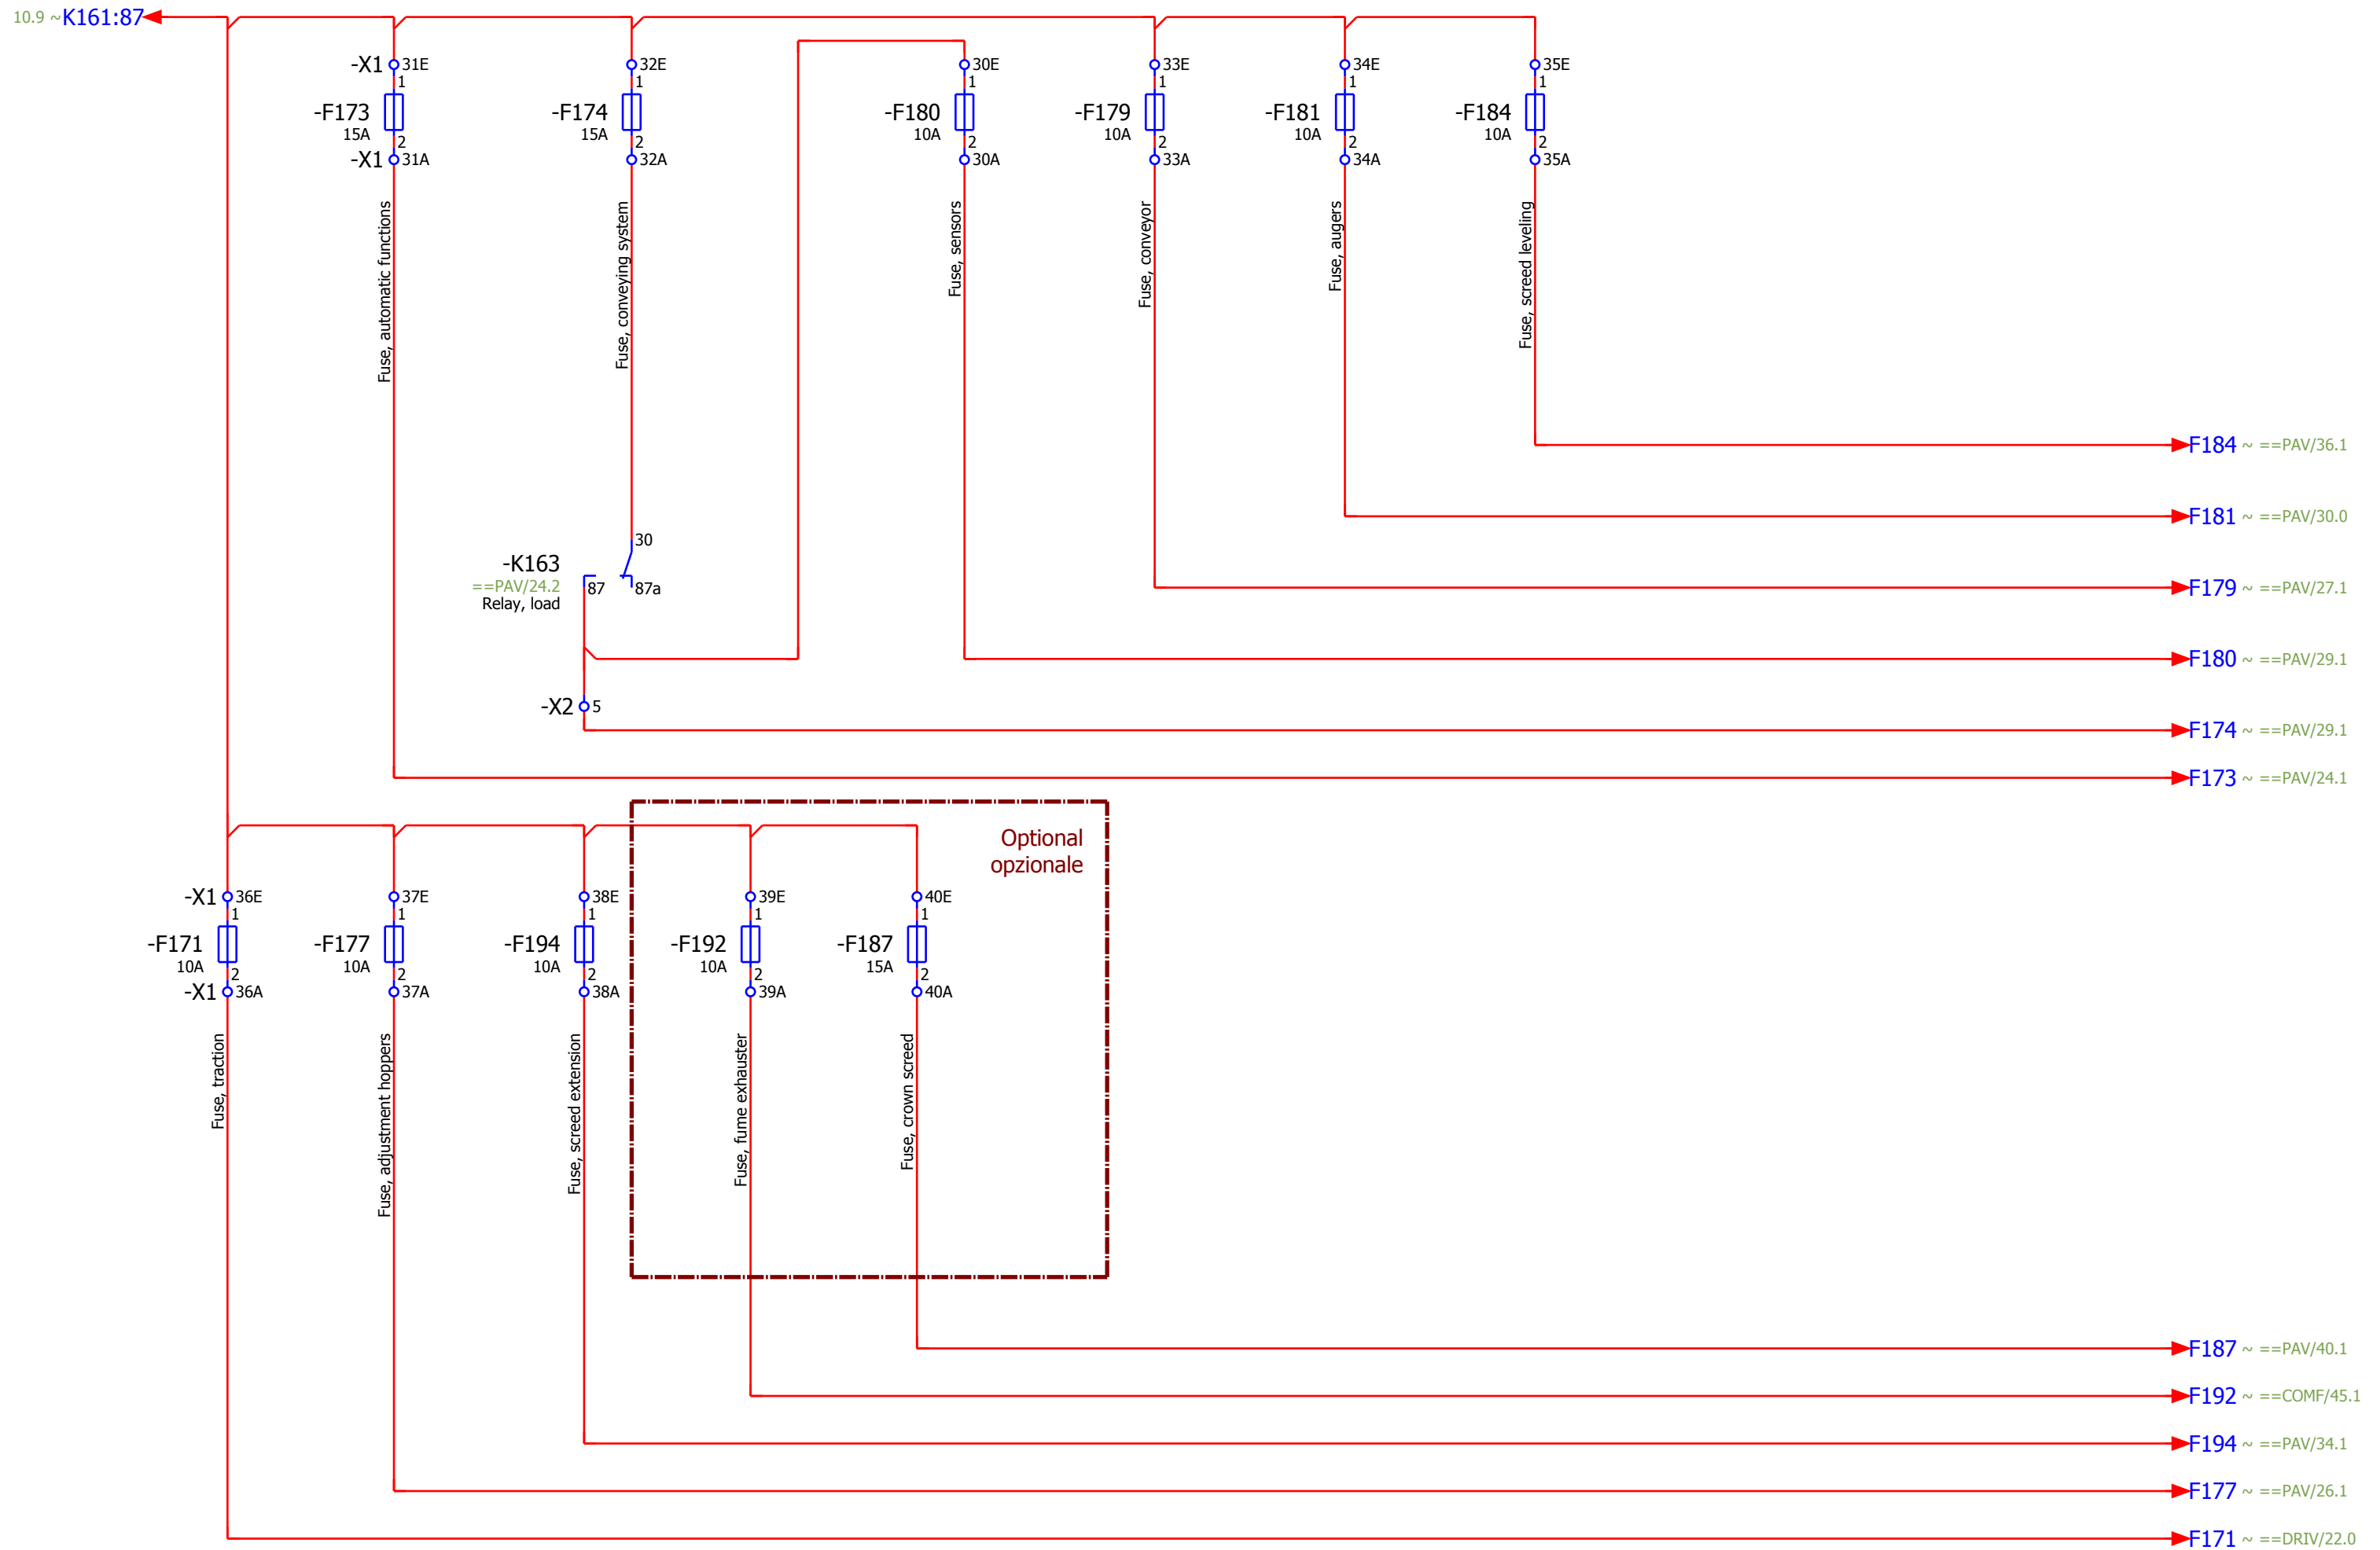 10.9 ~K161:87
-X1 31E 32E 30E 33E 34E 35E
1 1 1 1 1 1
-F173 -F174 -F180 -F179 -F181 -F184
15A 15A 10A 10A 10A 10A
2 2 2 2 2 2
-X1 31A 32A 30A 33A 34A 35A
Fuse, automatic functions
Fuse, conveying system
Fuse, sensors
Fuse, conveyor
Fuse, augers
Fuse, screed leveling
F184 ~ ==PAV/36.1
F181 ~ ==PAV/30.0
30
-K163
==PAV/24.2 87 87a
Relay, load
F179 ~ ==PAV/27.1
F180 ~ ==PAV/29.1
-X2 5
F174 ~ ==PAV/29.1
F173 ~ ==PAV/24.1
Optional
opzionale
-X1 36E 37E 38E 39E 40E
1 1 1 1 1
-F171 -F177 -F194 -F192 -F187
10A 10A 10A 10A 15A
2 2 2 2 2
-X1 36A 37A 38A 39A 40A
Fuse, traction
Fuse, adjustment hoppers
Fuse, screed extension
Fuse, fume exhauster
Fuse, crown screed
F187 ~ ==PAV/40.1
F192 ~ ==COMF/45.1
F194 ~ ==PAV/34.1
F177 ~ ==PAV/26.1
F171 ~ ==DRIV/22.0